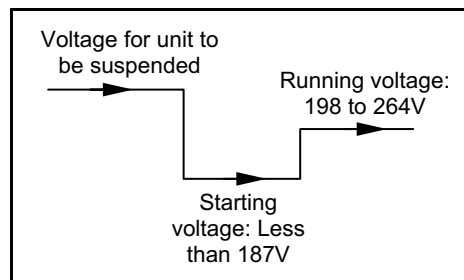 Voltage for unit to
be suspended
Running voltage:
198 to 264V
Starting
voltage: Less
than 187V